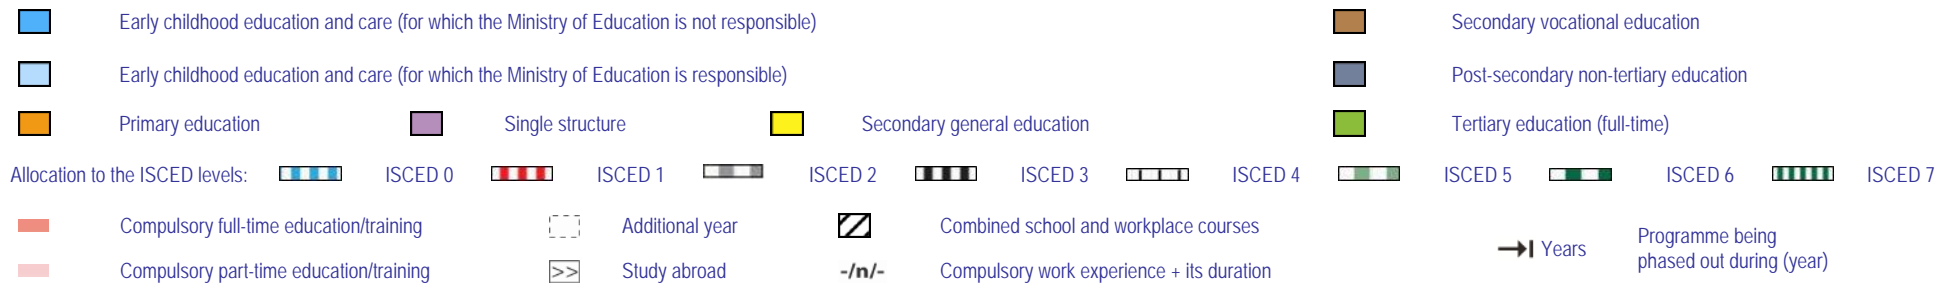 Early childhood education and care (for which the Ministry of Education is not responsible) Secondary vocational education
Early childhood education and care (for which the Ministry of Education is responsible) Post-secondary non-tertiary education
Primary education Single structure Secondary general education Tertiary education (full-time)
Allocation to the ISCED levels: ISCED 0 ISCED 1 ISCED 2 ISCED 3 ISCED 4 ISCED 5 ISCED 6 ISCED 7
Compulsory full-time education/training Additional year Combined school and workplace courses
Years Programme being
phased out during (year)
Compulsory part-time education/training >> Study abroad -/n/- Compulsory work experience + its duration